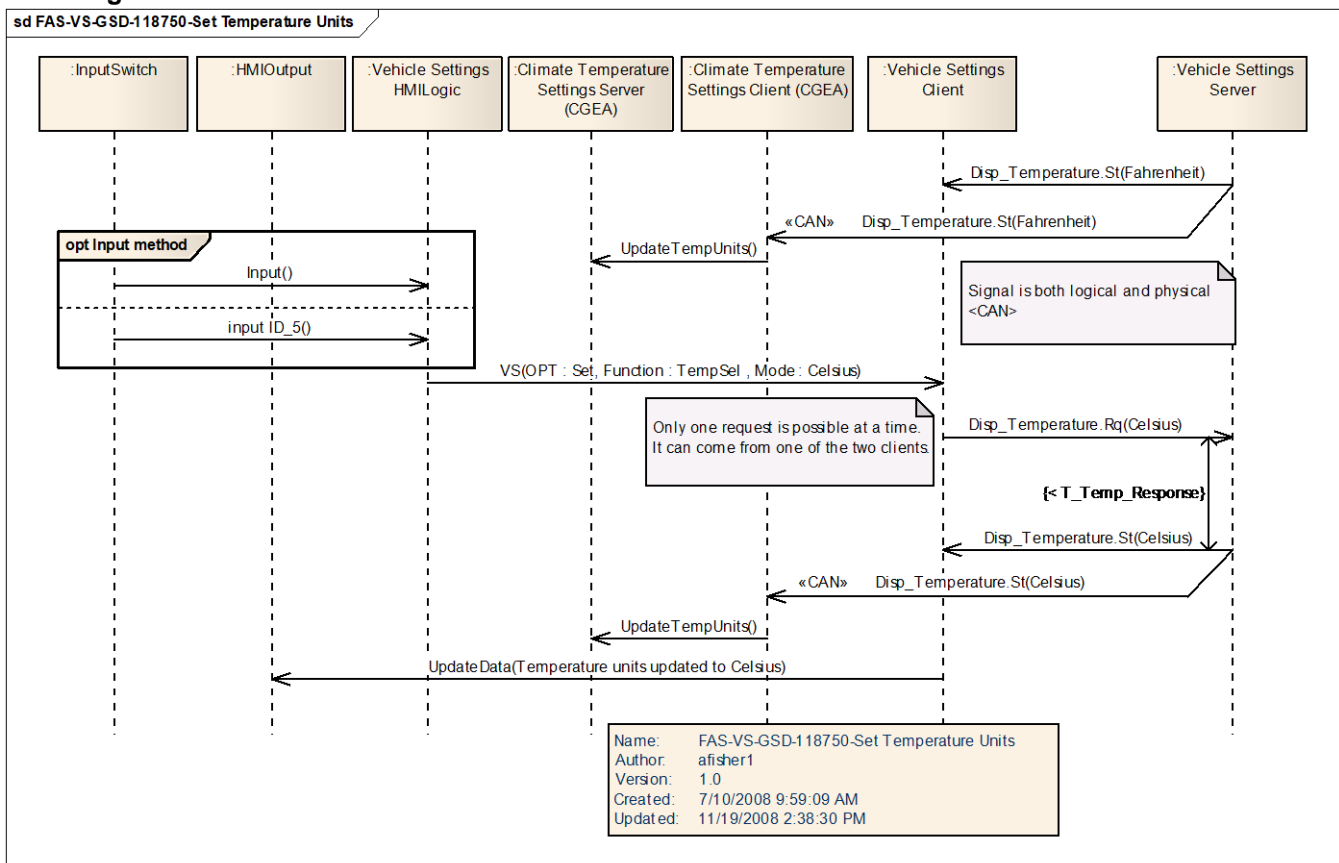 sd FAS-VS-GSD-118750-Set Temperature Units
:InputSwitch
:HMIOutput
:Vehicle Settings
HMILogic
:Climate Temperature
Settings Server
(CGEA)
:Climate Temperature
Settings Client (CGEA)
:Vehicle Settings
Client
:Vehicle Settings
Server
Disp_Temperature.St(Fahrenheit)
«CAN» Disp_Temperature.St(Fahrenheit)
UpdateTempUnits()
opt Input method
Input()
input ID_5()
Signal is both logical and physical
<CAN>
VS(OPT : Set, Function : TempSel , Mode : Celsius)
Only one request is possible at a time.
It can come from one of the two clients.
Disp_Temperature.Rq(Celsius)
{< T_Temp_Response}
Disp_Temperature.St(Celsius)
«CAN» Disp_Temperature.St(Celsius)
UpdateTempUnits()
UpdateData(Temperature units updated to Celsius)
Name: FAS-VS-GSD-118750-Set Temperature Units
Author: afisher1
Version: 1.0
Created: 7/10/2008 9:59:09 AM
Updated: 11/19/2008 2:38:30 PM